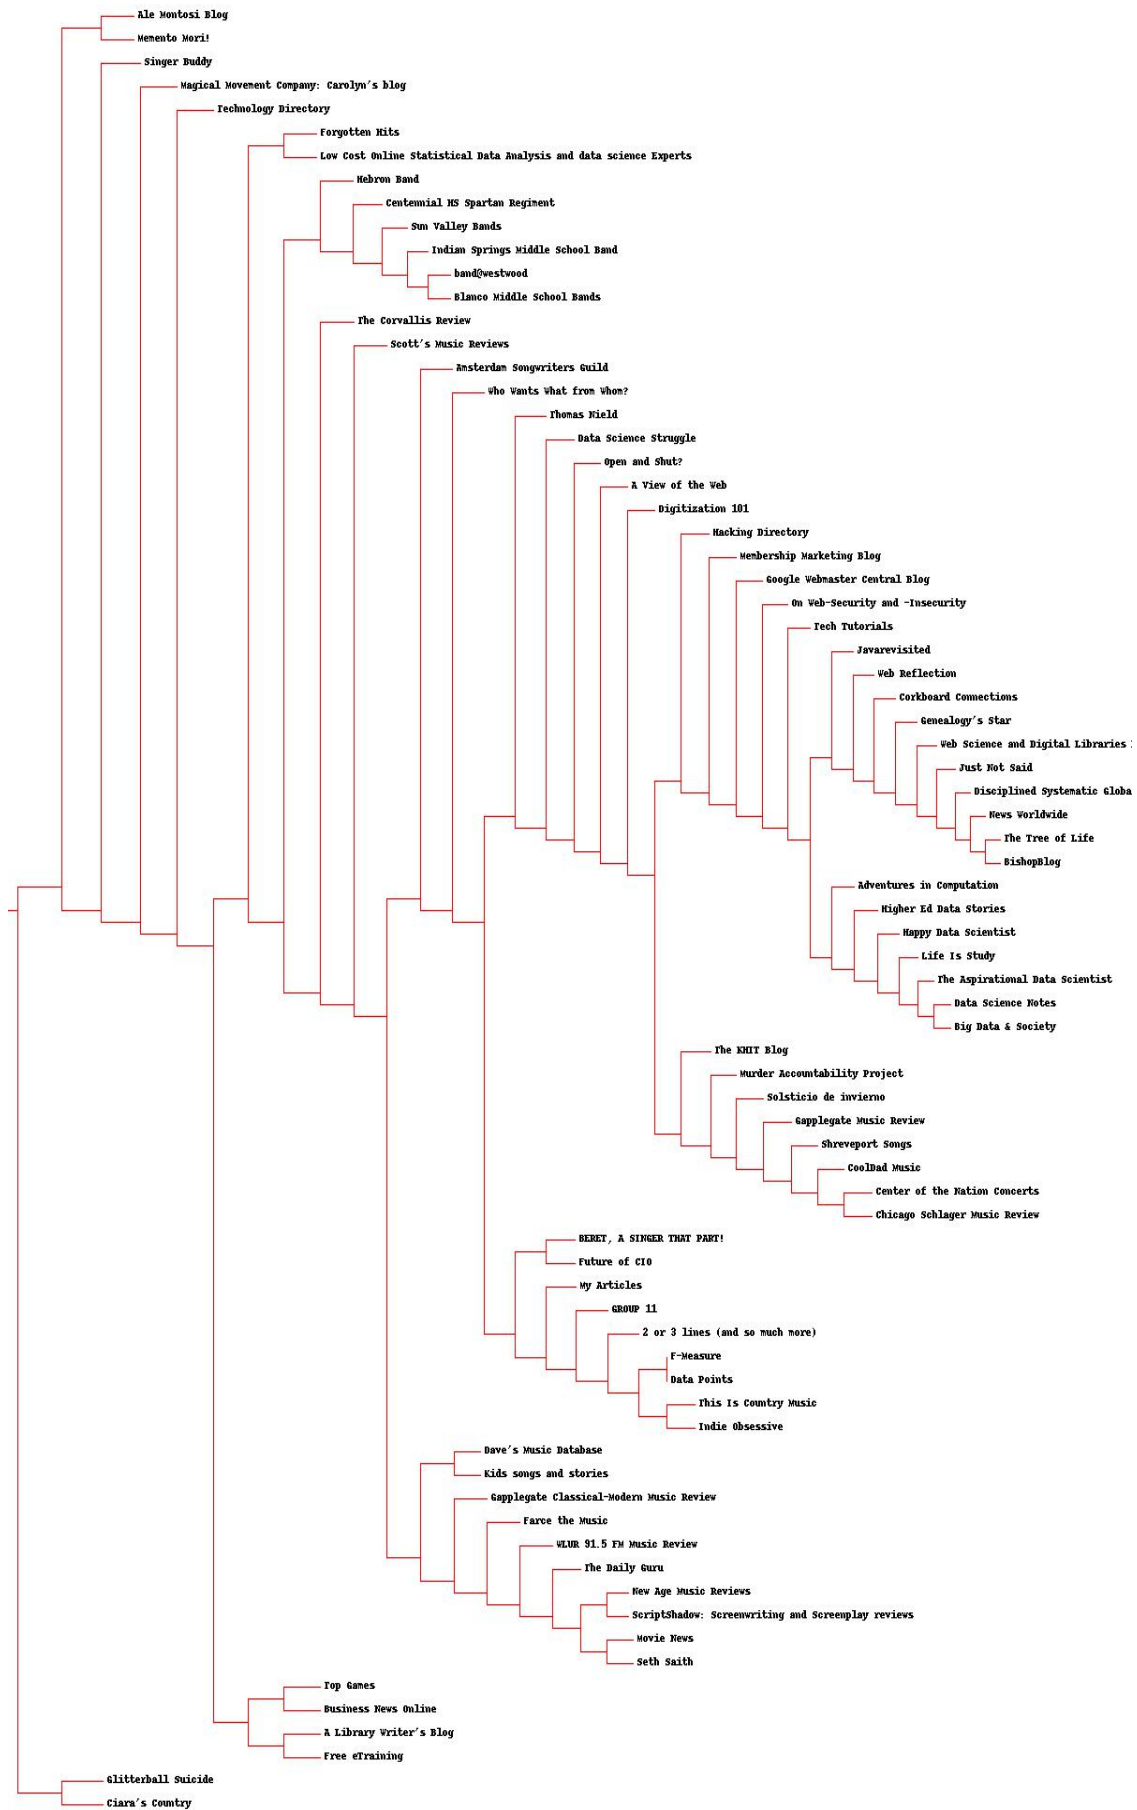 Ale Montosi Blog
Memento Mori!
Singer Buddy
Magical Movement Company: Carolyn's blog
Technology Directory
Forgotten Hits
Low Cost Online Statistical Data Analysis and data science Experts
Hebron Band
Centennial HS Spartan Regiment
Sun Valley Bands
Indian Springs Middle School Band
band@westwood
Blanco Middle School Bands
The Corvallis Review
Scott's Music Reviews
Amsterdam Songwriters Guild
Who Wants What from Whom?
Thomas Nield
Data Science Struggle
Open and Shut?
A View of the Web
Digitization 101
Hacking Directory
Membership Marketing Blog
Google Webmaster Central Blog
On Web-Security and -Insecurity
Tech Tutorials
Javarevisited
Web Reflection
Corkboard Connections
Genealogy's Star
Web Science and Digital Libraries
Just Not Said
Disciplined Systematic Globa
News Worldwide
The Tree of Life
BishopBlog
Adventures in Computation
Higher Ed Data Stories
Happy Data Scientist
Life Is Study
The Aspirational Data Scientist
Data Science Notes
Big Data & Society
The KHIT Blog
Murder Accountability Project
Solsticio de invierno
Gapplegate Music Review
Shreveport Songs
CoolDad Music
Center of the Nation Concerts
Chicago Schlager Music Review
BERET, A SINGER THAT PART!
Future of CIO
My Articles
GROUP 11
2 or 3 lines (and so much more)
F-Measure
Data Points
This Is Country Music
Indie Obsessive
Dave's Music Database
Kids songs and stories
Gapplegate Classical-Modern Music Review
Farce the Music
WLUR 91.5 FM Music Review
The Daily Guru
New Age Music Reviews
ScriptShadow: Screenwriting and Screenplay reviews
Movie News
Seth Saith
Top Games
Business News Online
A Library Writer's Blog
Free eTraining
Glitterball Suicide
Ciara's Country